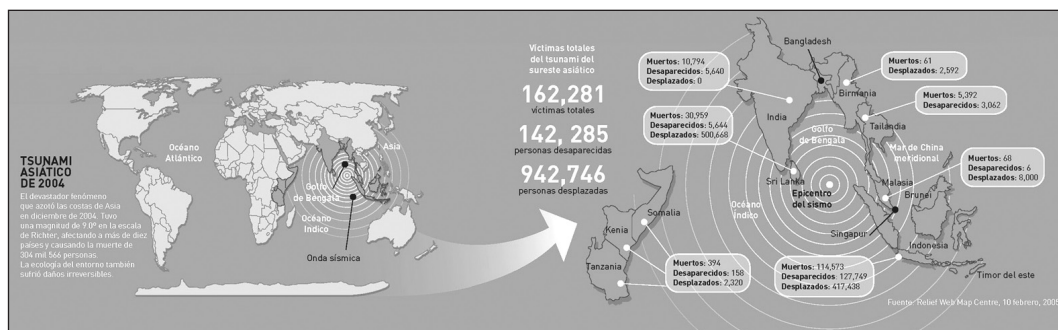 TSUNAMI
ASIÁTICO
DE 2004
El devastador fenómeno
que azotó las costas de Asia
en diciembre de 2004. Tuvo
una magnitud de 9.0º en la escala
de Richter, afectando a más de diez
países y causando la muerte de
304 mil 566 personas.
La ecología del entorno también
sufrió daños irreversibles.
Océano
Atlántico
Asia
Golfo
de Bengala
Océano
Indico
Onda sísmica
Víctimas totales
del tsunami del
sureste asiático
162,281
víctimas totales
142, 285
personas desaparecidas
942,746
personas desplazadas
Bangladesh
Muertos: 10,794
Desaparecidos: 5,640
Desplazados: 0
India
Muertos: 61
Desplazados: 2,592
Birmania
Muertos: 5,392
Desaparecidos: 3,062
Tailandia
Muertos: 30,959
Desaparecidos: 5,644
Desplazados: 500,668
Golfo
de Bengala
Mar de China
meridional
Sri Lanka
Epicentro
del sismo
Muertos: 68
Desaparecidos: 6
Desplazados: 8,000
Malasia
Brunei
Océano
Indico
Singapur
Indonesia
Somalia
Kenia
Tanzania
Muertos: 394
Desaparecidos: 158
Desplazados: 2,320
Muertos: 114,573
Desaparecidos: 127,749
Desplazados: 417,438
Timor del este
Fuente: Relief Web Map Centre, 10 febrero, 2005